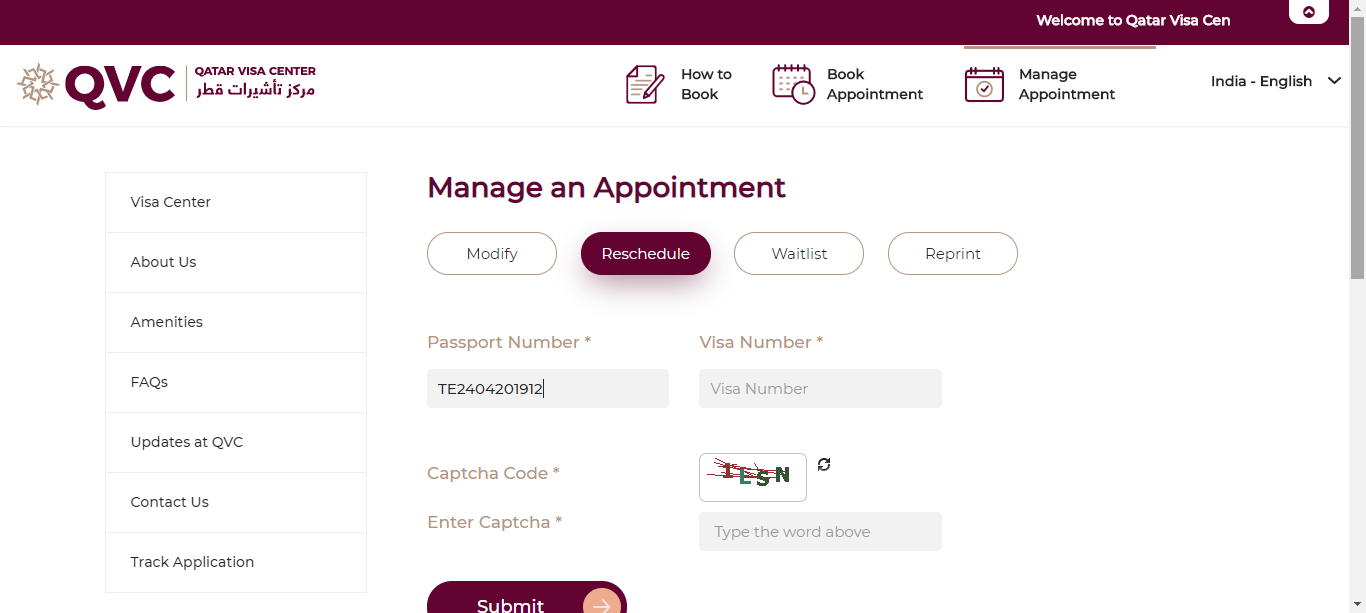 Welcome to Qatar Visa Cen
QVC
QATAR VISA CENTER
مركز تأشيرات قطر
How to
Book
Book
Appointment
Manage
Appointment
India - English
Visa Center
About Us
Amenities
FAQs
Updates at QVC
Contact Us
Track Application
Manage an Appointment
Modify
Reschedule
Waitlist
Reprint
Passport Number *
Visa Number *
TE2404201912
Visa Number
Captcha Code *
ILSN
Enter Captcha *
Type the word above
Submit